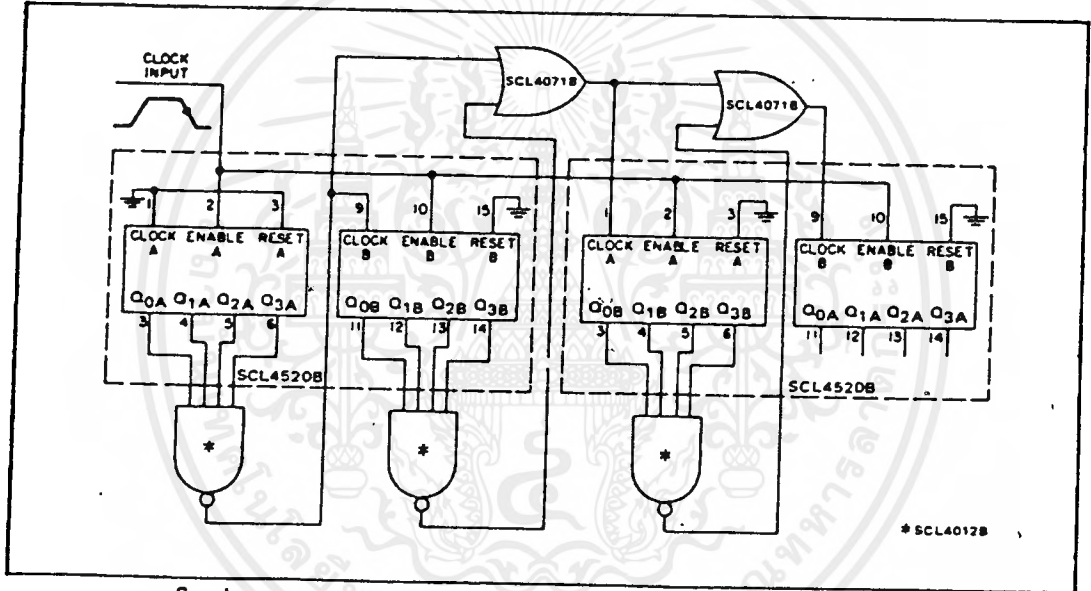 CLOCK
INPUT
SCL4071B
SCL4071B
1 2 3
9 10 15
1 2 3
9 10 15
CLOCK ENABLE RESET
A A A
CLOCK ENABLE RESET
B B B
CLOCK ENABLE RESET
A A A
CLOCK ENABLE RESET
B B B
Q0A Q1A Q2A Q3A
Q0B Q1B Q2B Q3B
Q0B Q1B Q2B Q3B
Q0A Q1A Q2A Q3A
3 4 5 6
11 12 13 14
3 4 5 6
11 12 13 14
SCL4520B
SCL4520B
*
*
*
*SCL4012B